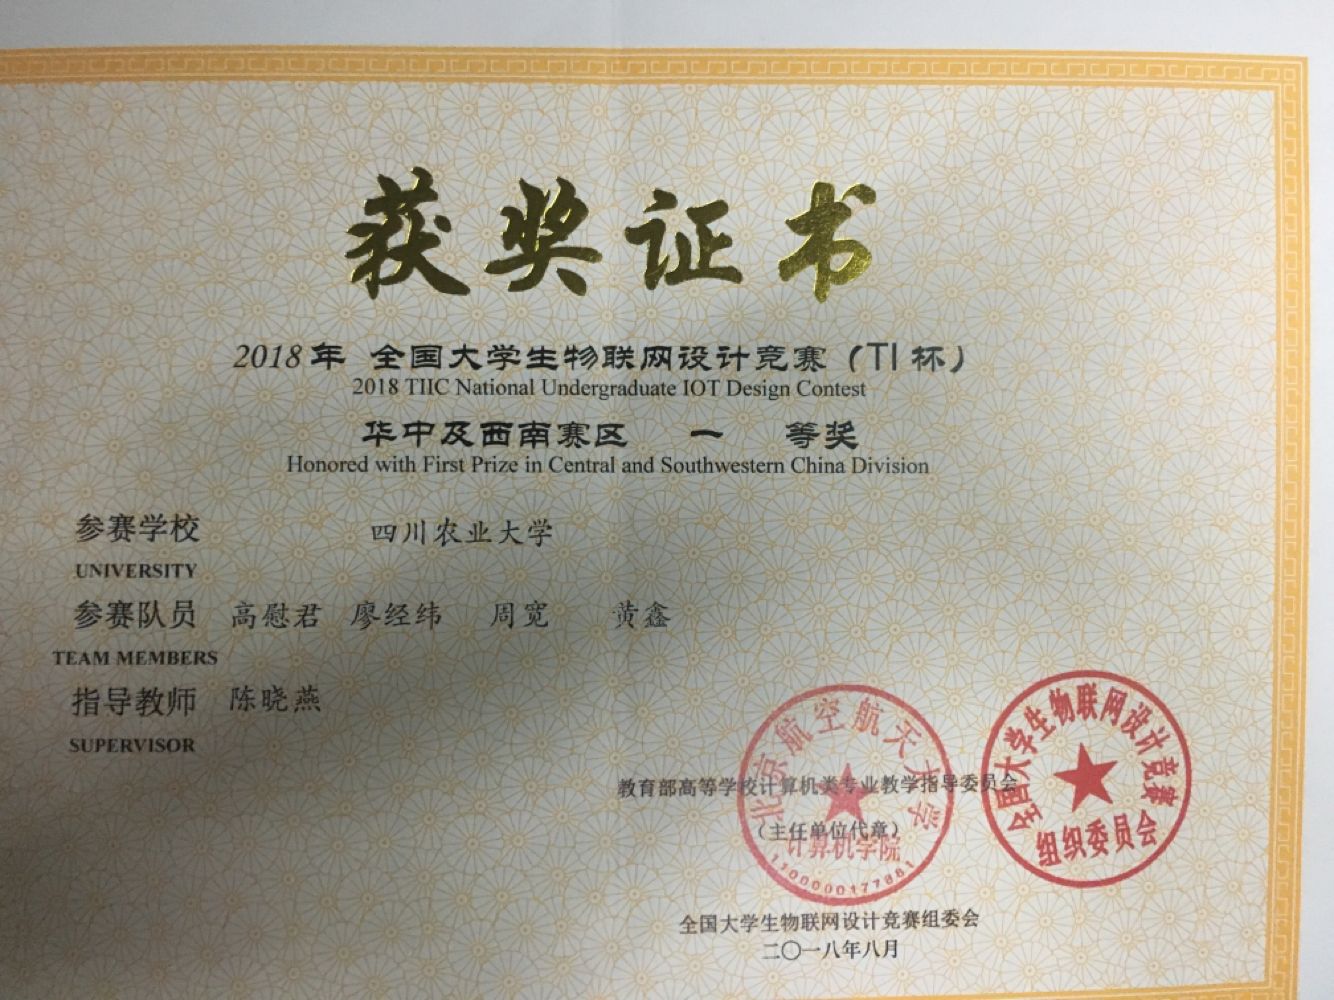 获奖证书
2018年 全国大学生物联网设计竞赛（TI杯）
2018 TIC National Undergraduate IOT Design Contest
华中及西南赛区 一 等奖
Honored with First Prize in Central and Southwestern China Division
参赛学校 四川农业大学
UNIVERSITY
参赛队员 高慰君 廖经纬 周宽 黄鑫
TEAM MEMBERS
指导教师 陈晓燕
SUPERVISOR
教育部高等学校计算机类专业教学指导委员会
（主任单位代章）
全国大学生物联网设计竞赛组委会
二〇一八年八月
北京航空航天大学
计算机学院
全国大学生物联网设计竞赛
组织委员会